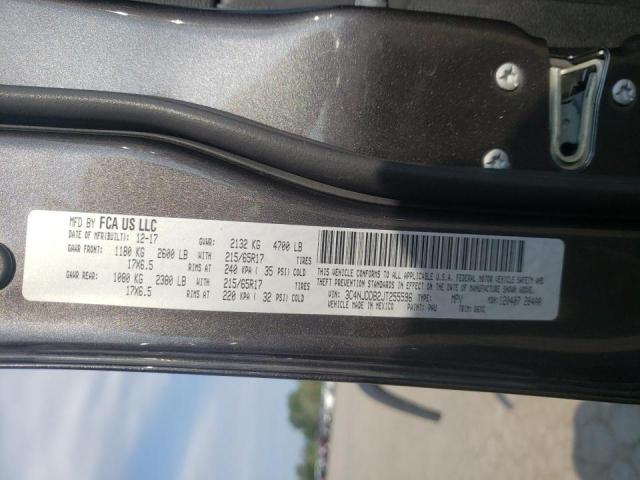 MFD BY FCA US LLC
DATE OF MFR(BUILT): 12-17 GVWR: 2132 KG 4700 LB
GAWR FRONT: 1180 KG 2600 LB WITH 215/65R17 TIRES
17X6.5 RIMS AT 240 KPA ( 35 PSI) COLD
GAWR REAR: 1080 KG 2380 LB WITH 215/65R17 TIRES
17X6.5 RIMS AT 220 KPA ( 32 PSI) COLD
THIS VEHICLE CONFORMS TO ALL APPLICABLE U.S.A. FEDERAL MOTOR VEHICLE SAFETY AND
THEFT PREVENTION STANDARDS IN EFFECT ON THE DATE OF MANUFACTURE SHOWN ABOVE.
VIN: 3C4NJDDB2JT255596 TYPE: MPV MDH: 120407 284AA
VEHICLE MADE IN MEXICO PAINT: PAU TRIM: